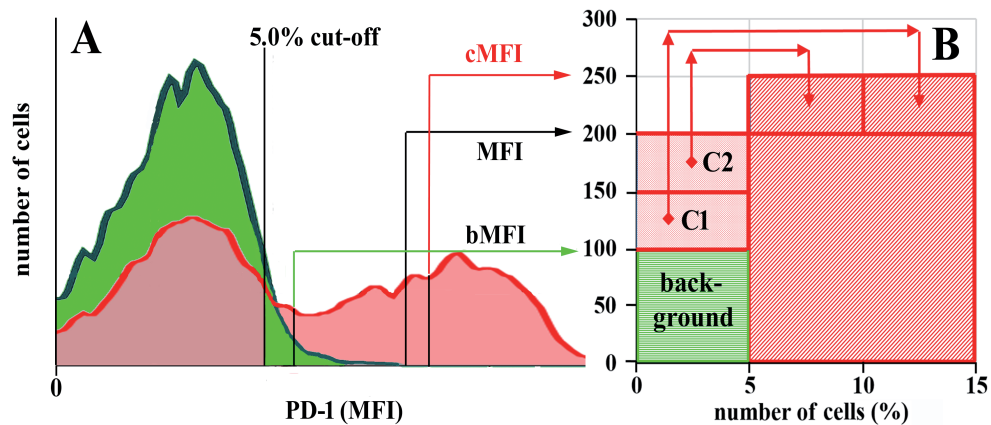 A
5.0% cut-off
cMFI
MFI
bMFI
number of cells
0
PD-1 (MFI)
B
300
250
200
150
100
50
0
C2
C1
back-
ground
0
5
10
15
number of cells (%)